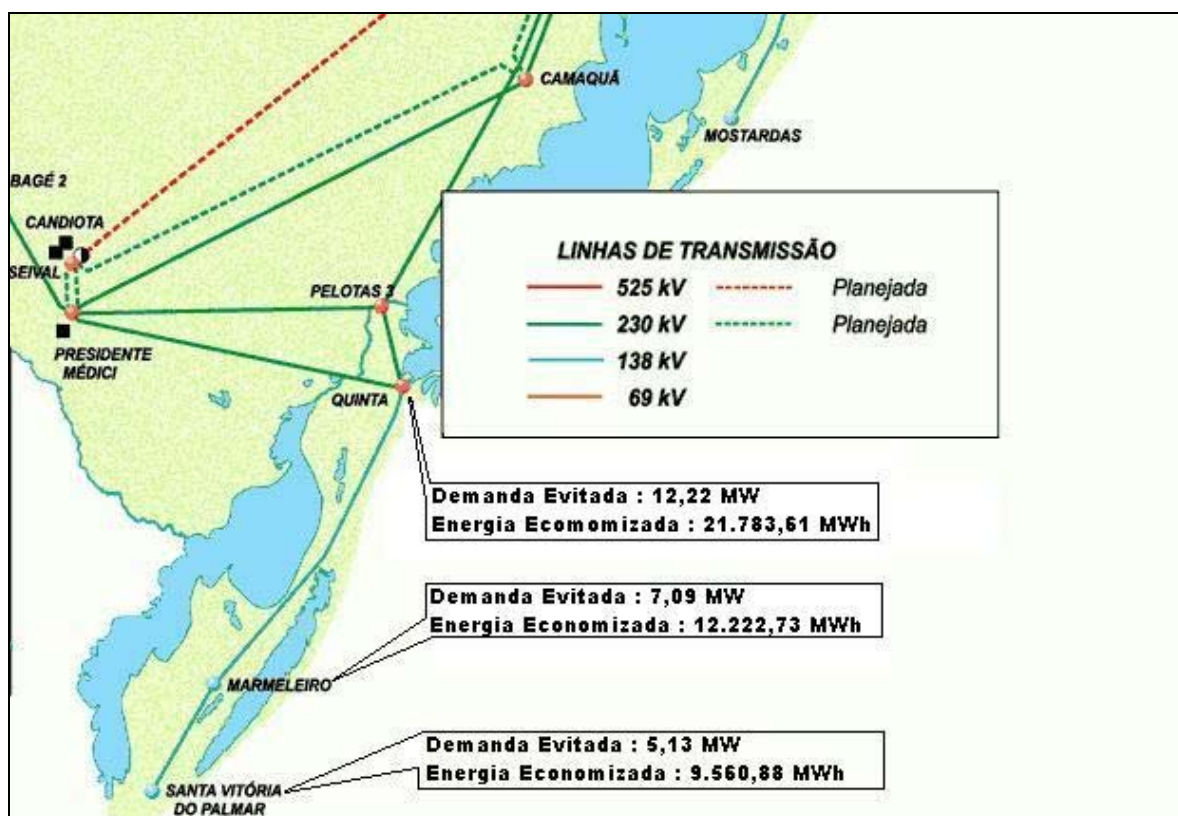 CAMAQUÃ
MOSTARDAS
BAGÉ 2
CANDIOTA
SEIVAL
PELOTAS 3
PRESIDENTE
MÉDICI
QUINTA
LINHAS DE TRANSMISSÃO
525 kV Planejada
230 kV Planejada
138 kV
69 kV
Demanda Evitada : 12,22 MW
Energia Ecomomizada : 21.783,61 MWh
Demanda Evitada : 7,09 MW
Energia Economizada : 12.222,73 MWh
MARMELEIRO
Demanda Evitada : 5,13 MW
Energia Economizada : 9.560,88 MWh
SANTA VITÓRIA
DO PALMAR